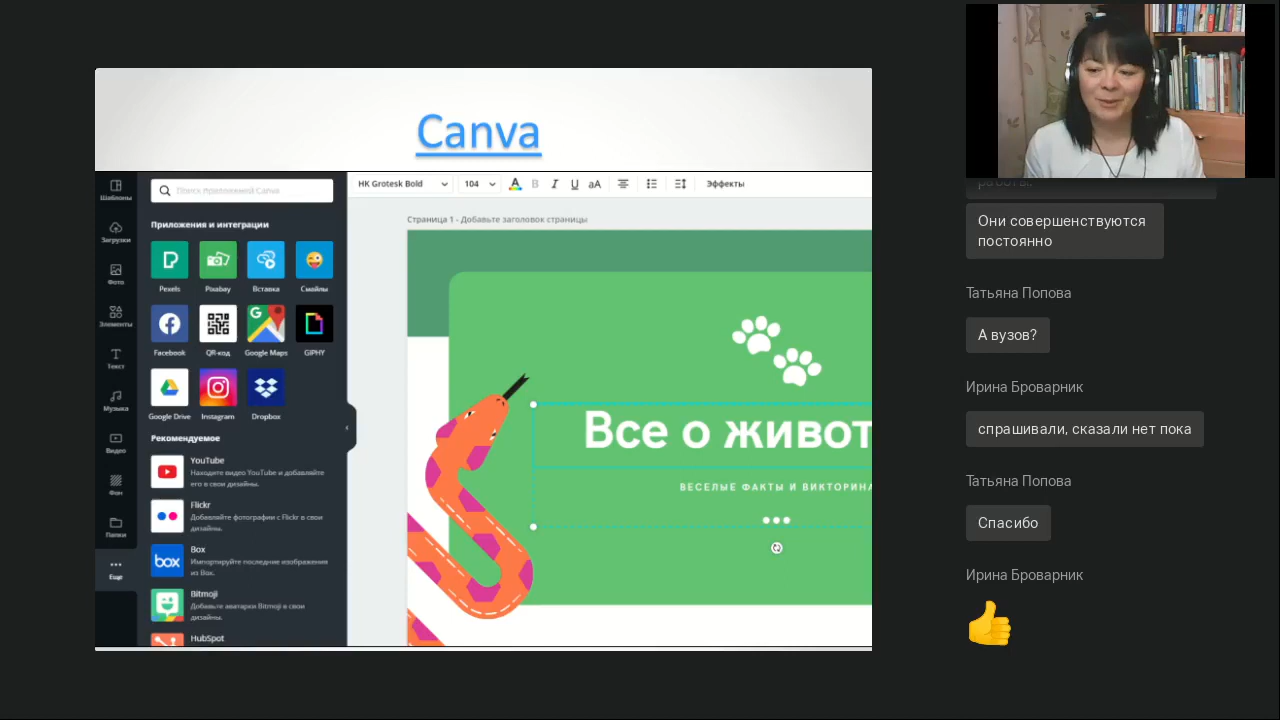 Canva
Шаблоны
Загрузки
Фото
Элементы
Текст
Музыка
Видео
Фон
Папки
Еще
Поиск приложений Canva
Приложения и интеграции
Pexels
Pixabay
Вставка
Смайлы
Facebook
QR-код
Google Maps
GIPHY
Google Drive
Instagram
Dropbox
Рекомендуемое
YouTube
Находите видео YouTube и добавляйте
его в свои дизайны.
Flickr
Добавляйте фотографии с Flickr в свои
дизайны.
box
Box
Импортируйте последние изображения
из Box.
Bitmoji
Добавьте аватарки Bitmoji в свои
дизайны.
HubSpot
HK Grotesk Bold
104
A B I U aA
Эффекты
Страница 1 - Добавьте заголовок страницы
Все о живот
ВЕСЕЛЫЕ ФАКТЫ И ВИКТОРИНА
работы.
Они совершенствуются
постоянно
Татьяна Попова
А вузов?
Ирина Броварник
спрашивали, сказали нет пока
Татьяна Попова
Спасибо
Ирина Броварник